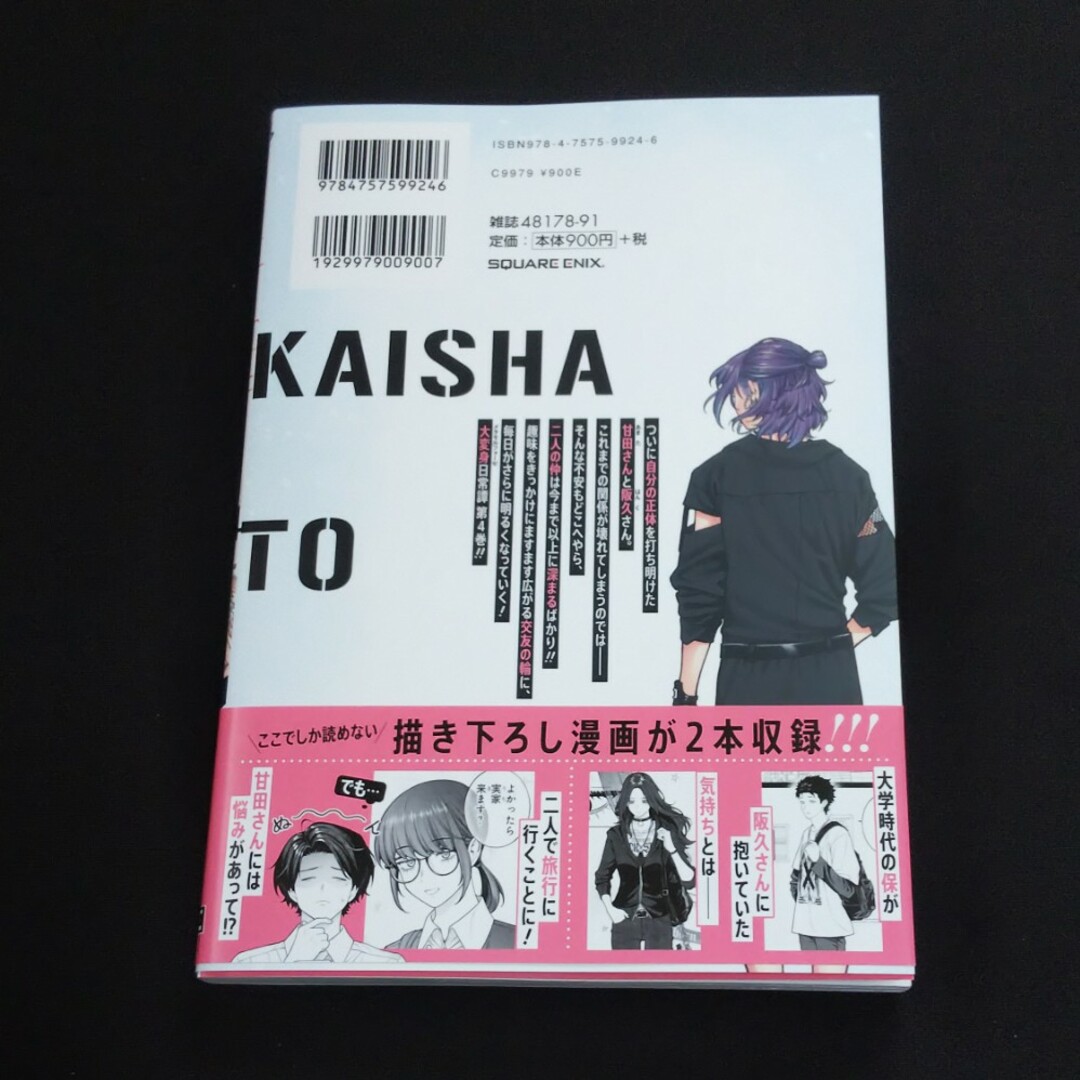 ISBN978-4-7575-9924-6
9784757599246
C9979 ¥900E
雑誌48178-91
定価：本体900円+税
1929979009007
SQUARE ENIX®
KAISHA
TO
ついに自分の正体を打ち明けた
甘田さんと阪久さん。
これまでの関係が壊れてしまうのでは――
そんな不安もどこへやら、
二人の仲は今まで以上に深まるばかり!!
趣味をきっかけにますます広がる交友の輪に、
毎日がさらに明るくなっていく！
大変身日常譚 第4巻!!
ここでしか読めない
描き下ろし漫画が2本収録!!!
大学時代の保が
阪久さんに
抱いていた
気持ちとは――
二人で旅行に
行くことに！
よかったら
実家
来ます？
でも…
ぬ～～～ん
甘田さんには
悩みがあって!?